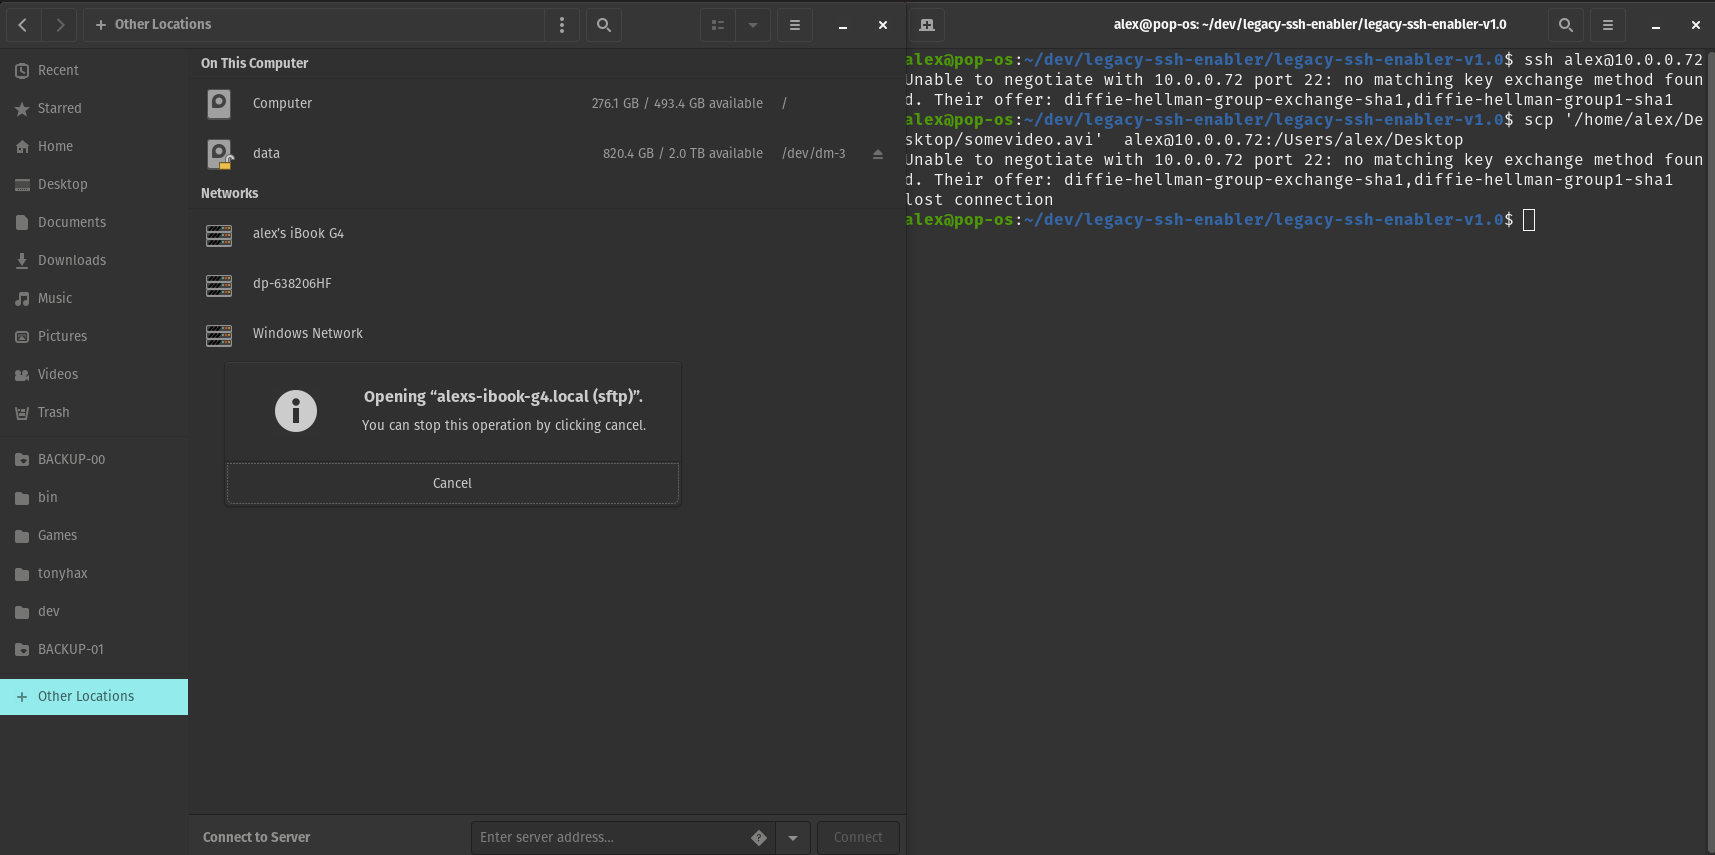 Other Locations
Recent
Starred
Home
Desktop
Documents
Downloads
Music
Pictures
Videos
Trash
BACKUP-00
bin
Games
tonyhax
dev
BACKUP-01
Other Locations
On This Computer
Computer 276.1 GB / 493.4 GB available /
data 820.4 GB / 2.0 TB available /dev/dm-3
Networks
alex’s iBook G4
dp-638206HF
Windows Network
Opening “alexs-ibook-g4.local (sftp)”.
You can stop this operation by clicking cancel.
Cancel
Connect to Server Enter server address... Connect
alex@pop-os: ~/dev/legacy-ssh-enabler/legacy-ssh-enabler-v1.0
alex@pop-os:~/dev/legacy-ssh-enabler/legacy-ssh-enabler-v1.0$ ssh alex@10.0.0.72
Unable to negotiate with 10.0.0.72 port 22: no matching key exchange method foun
d. Their offer: diffie-hellman-group-exchange-sha1,diffie-hellman-group1-sha1
alex@pop-os:~/dev/legacy-ssh-enabler/legacy-ssh-enabler-v1.0$ scp '/home/alex/De
sktop/somevideo.avi'  alex@10.0.0.72:/Users/alex/Desktop
Unable to negotiate with 10.0.0.72 port 22: no matching key exchange method foun
d. Their offer: diffie-hellman-group-exchange-sha1,diffie-hellman-group1-sha1
lost connection
alex@pop-os:~/dev/legacy-ssh-enabler/legacy-ssh-enabler-v1.0$